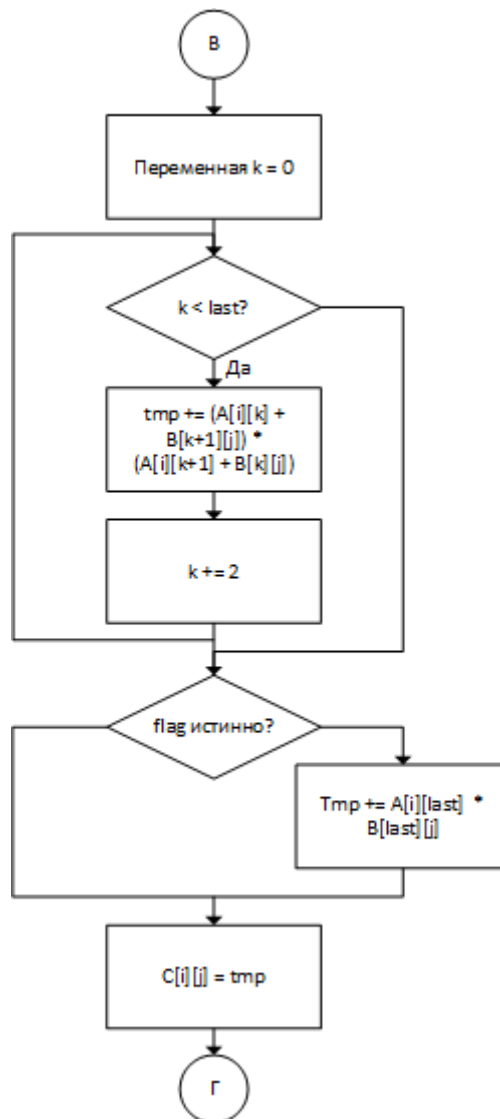 В
Переменная k = 0
k < last?
Да
tmp += (A[i][k] +
B[k+1][j]) *
(A[i][k+1] + B[k][j])
k += 2
flag истинно?
Tmp += A[i][last] *
B[last][j]
C[i][j] = tmp
Г